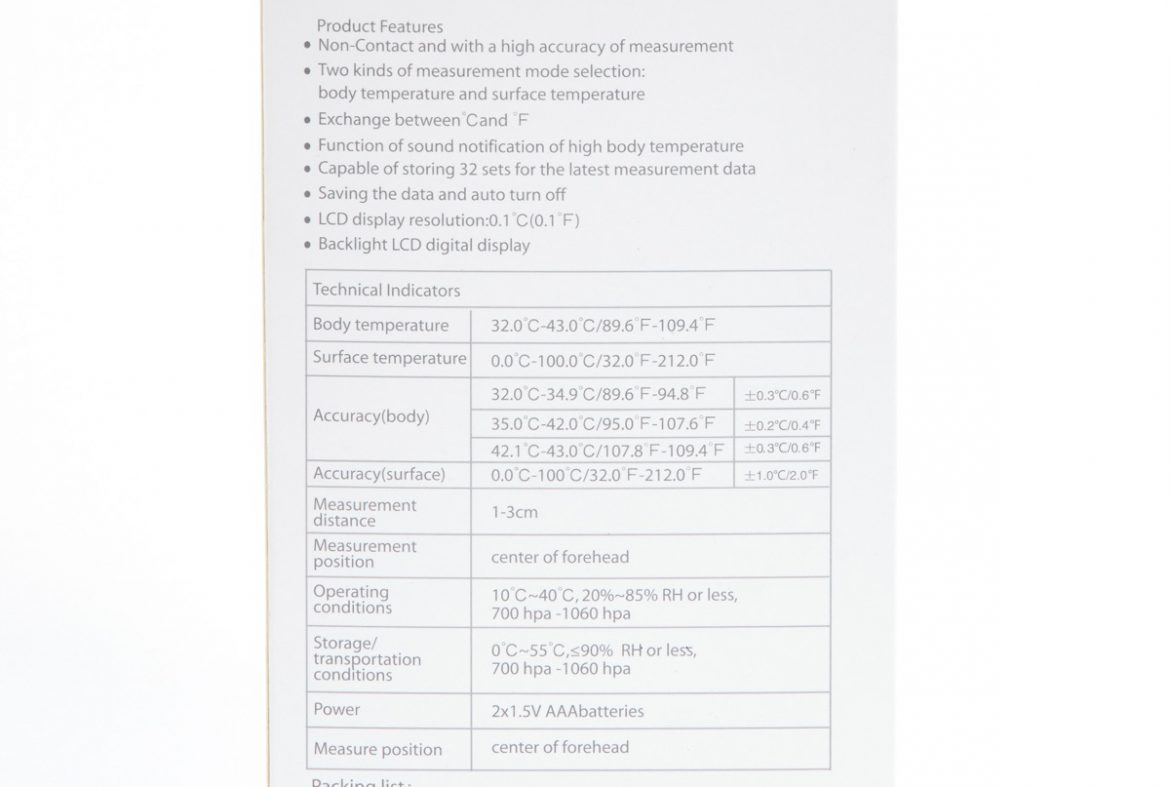 Product Features
• Non-Contact and with a high accuracy of measurement
• Two kinds of measurement mode selection:
body temperature and surface temperature
• Exchange between°Cand °F
• Function of sound notification of high body temperature
• Capable of storing 32 sets for the latest measurement data
• Saving the data and auto turn off
• LCD display resolution:0.1°C(0.1°F)
• Backlight LCD digital display
Technical Indicators
Body temperature 32.0°C-43.0°C/89.6°F-109.4°F
Surface temperature 0.0°C-100.0°C/32.0°F-212.0°F
Accuracy(body)
32.0°C-34.9°C/89.6°F-94.8°F ±0.3°C/0.6°F
35.0°C-42.0°C/95.0°F-107.6°F ±0.2°C/0.4°F
42.1°C-43.0°C/107.8°F-109.4°F ±0.3°C/0.6°F
Accuracy(surface) 0.0°C-100°C/32.0°F-212.0°F ±1.0°C/2.0°F
Measurement
distance
1-3cm
Measurement
position
center of forehead
Operating
conditions
10°C~40°C, 20%~85% RH or less,
700 hpa -1060 hpa
Storage/
transportation
conditions
0°C~55°C,≤90% RH or less,
700 hpa -1060 hpa
Power 2x1.5V AAAbatteries
Measure position center of forehead
Packing list: